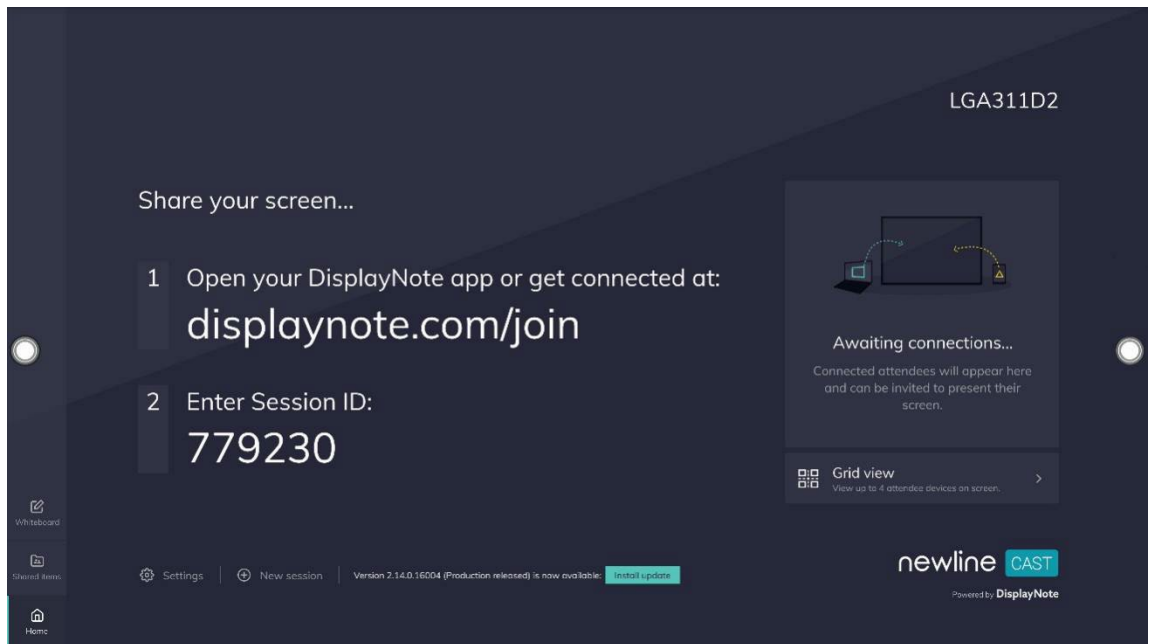 LGA311D2
Share your screen...
1 Open your DisplayNote app or get connected at:
displaynote.com/join
2 Enter Session ID:
779230
Awaiting connections...
Connected attendees will appear here
and can be invited to present their
screen.
Grid view
View up to 4 attendee devices on screen.
Whiteboard
Shared Items
Home
Settings
New session
Version 2.14.0.16004 (Production released) is now available:
Install update
newline CAST
Powered by DisplayNote